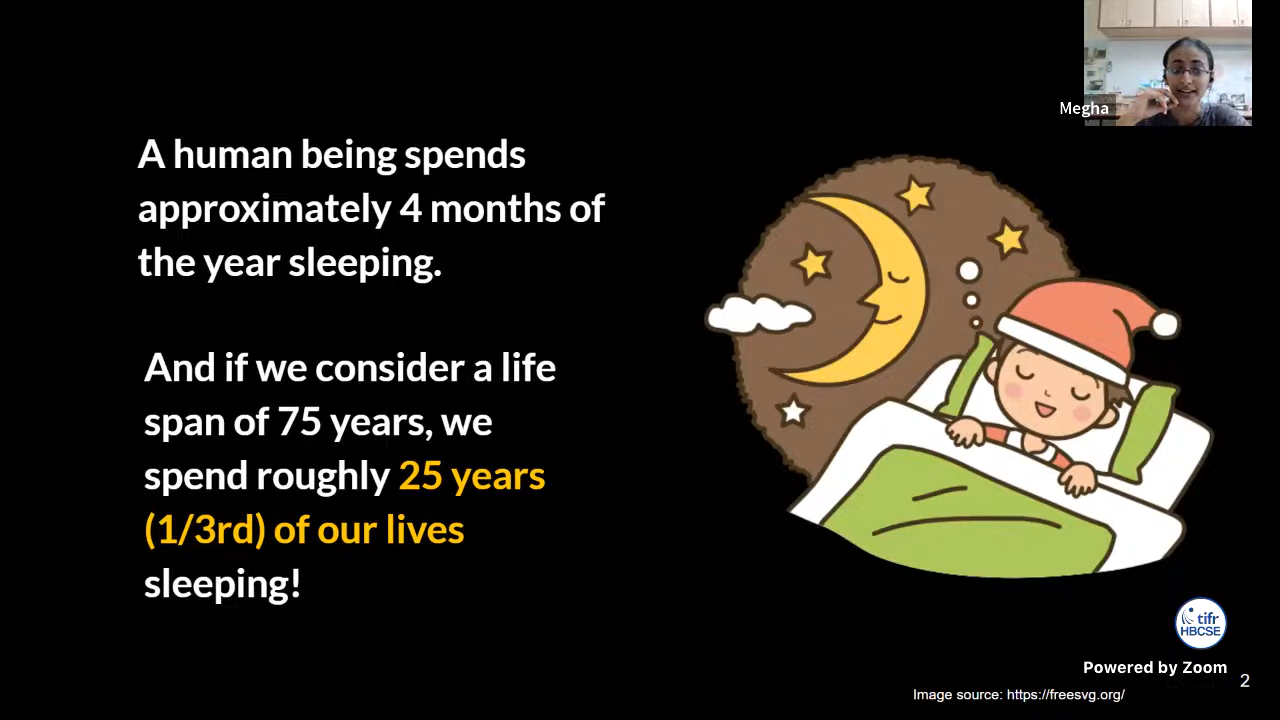 Megha
A human being spends
approximately 4 months of
the year sleeping.
And if we consider a life
span of 75 years, we
spend roughly 25 years
(1/3rd) of our lives
sleeping!
tifr
HBCSE
Powered by Zoom
2
Image source: https://freesvg.org/